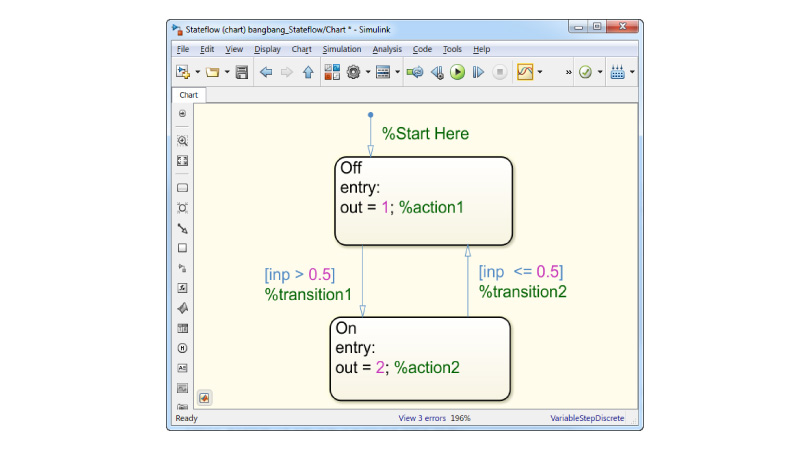 Stateflow (chart) bangbang_Stateflow/Chart * - Simulink
File Edit View Display Chart Simulation Analysis Code Tools Help
»
Chart
%Start Here
Off
entry:
out = 1; %action1
[inp > 0.5]
%transition1
[inp <= 0.5]
%transition2
On
entry:
out = 2; %action2
Ready View 3 errors 196% VariableStepDiscrete